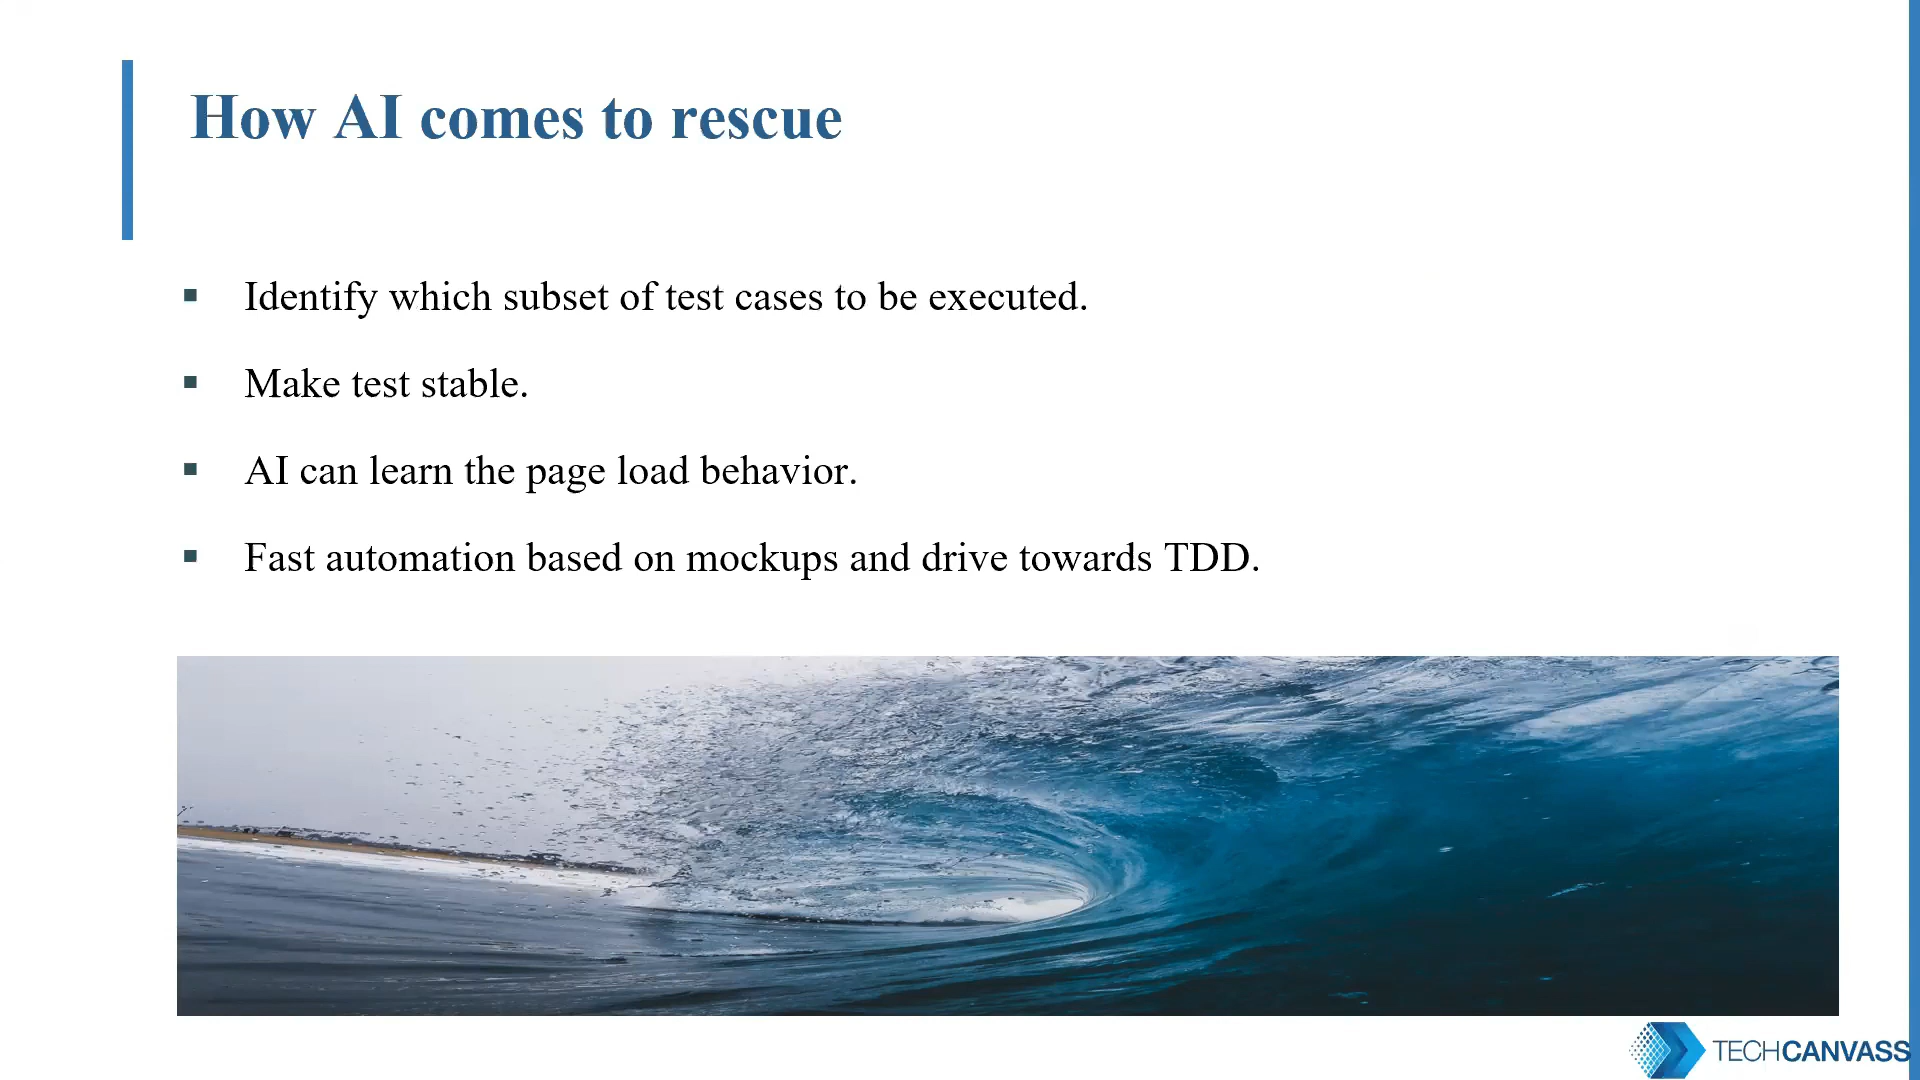 How AI comes to rescue
Identify which subset of test cases to be executed.
Make test stable.
AI can learn the page load behavior.
Fast automation based on mockups and drive towards TDD.
TECHCANVASS